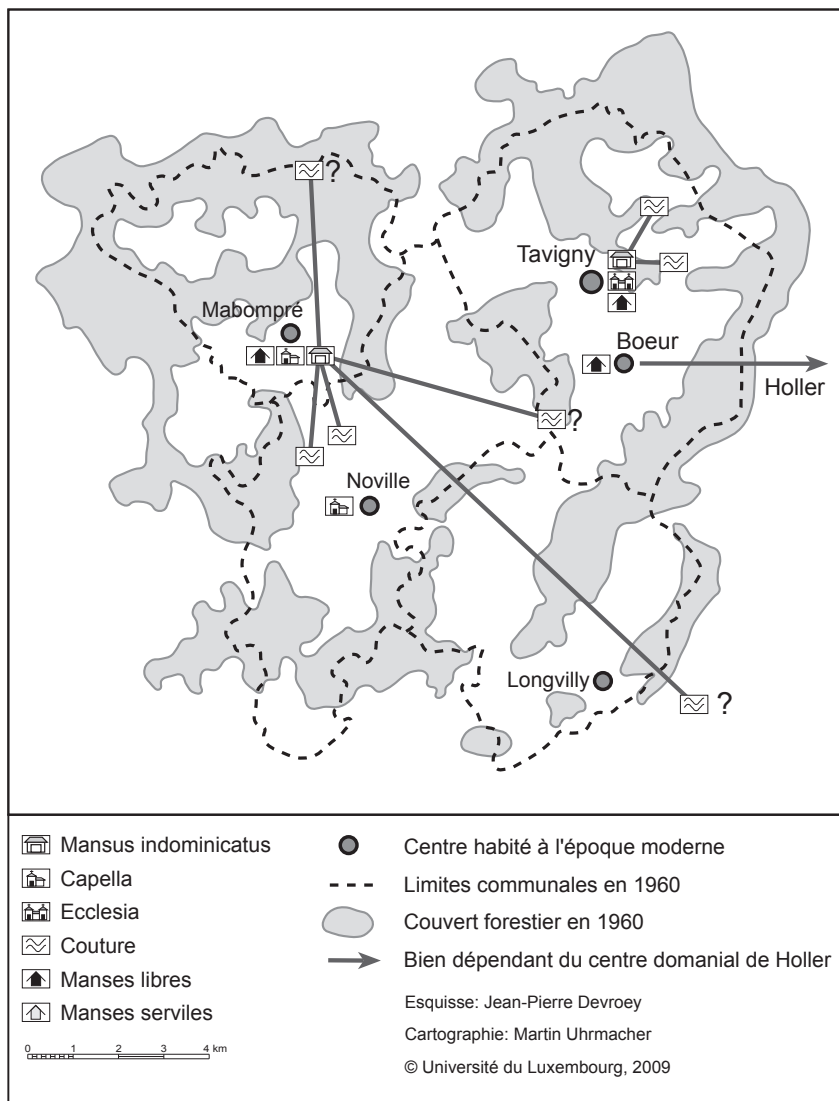 ?
Tavigny
Mabompré
Boeur
Holler
?
Noville
Longvilly
?
Mansus indominicatus
Capella
Ecclesia
Couture
Manses libres
Manses serviles
0 1 2 3 4 km
Centre habité à l'époque moderne
Limites communales en 1960
Couvert forestier en 1960
Bien dépendant du centre domanial de Holler
Esquisse: Jean-Pierre Devroey
Cartographie: Martin Uhrmacher
© Université du Luxembourg, 2009